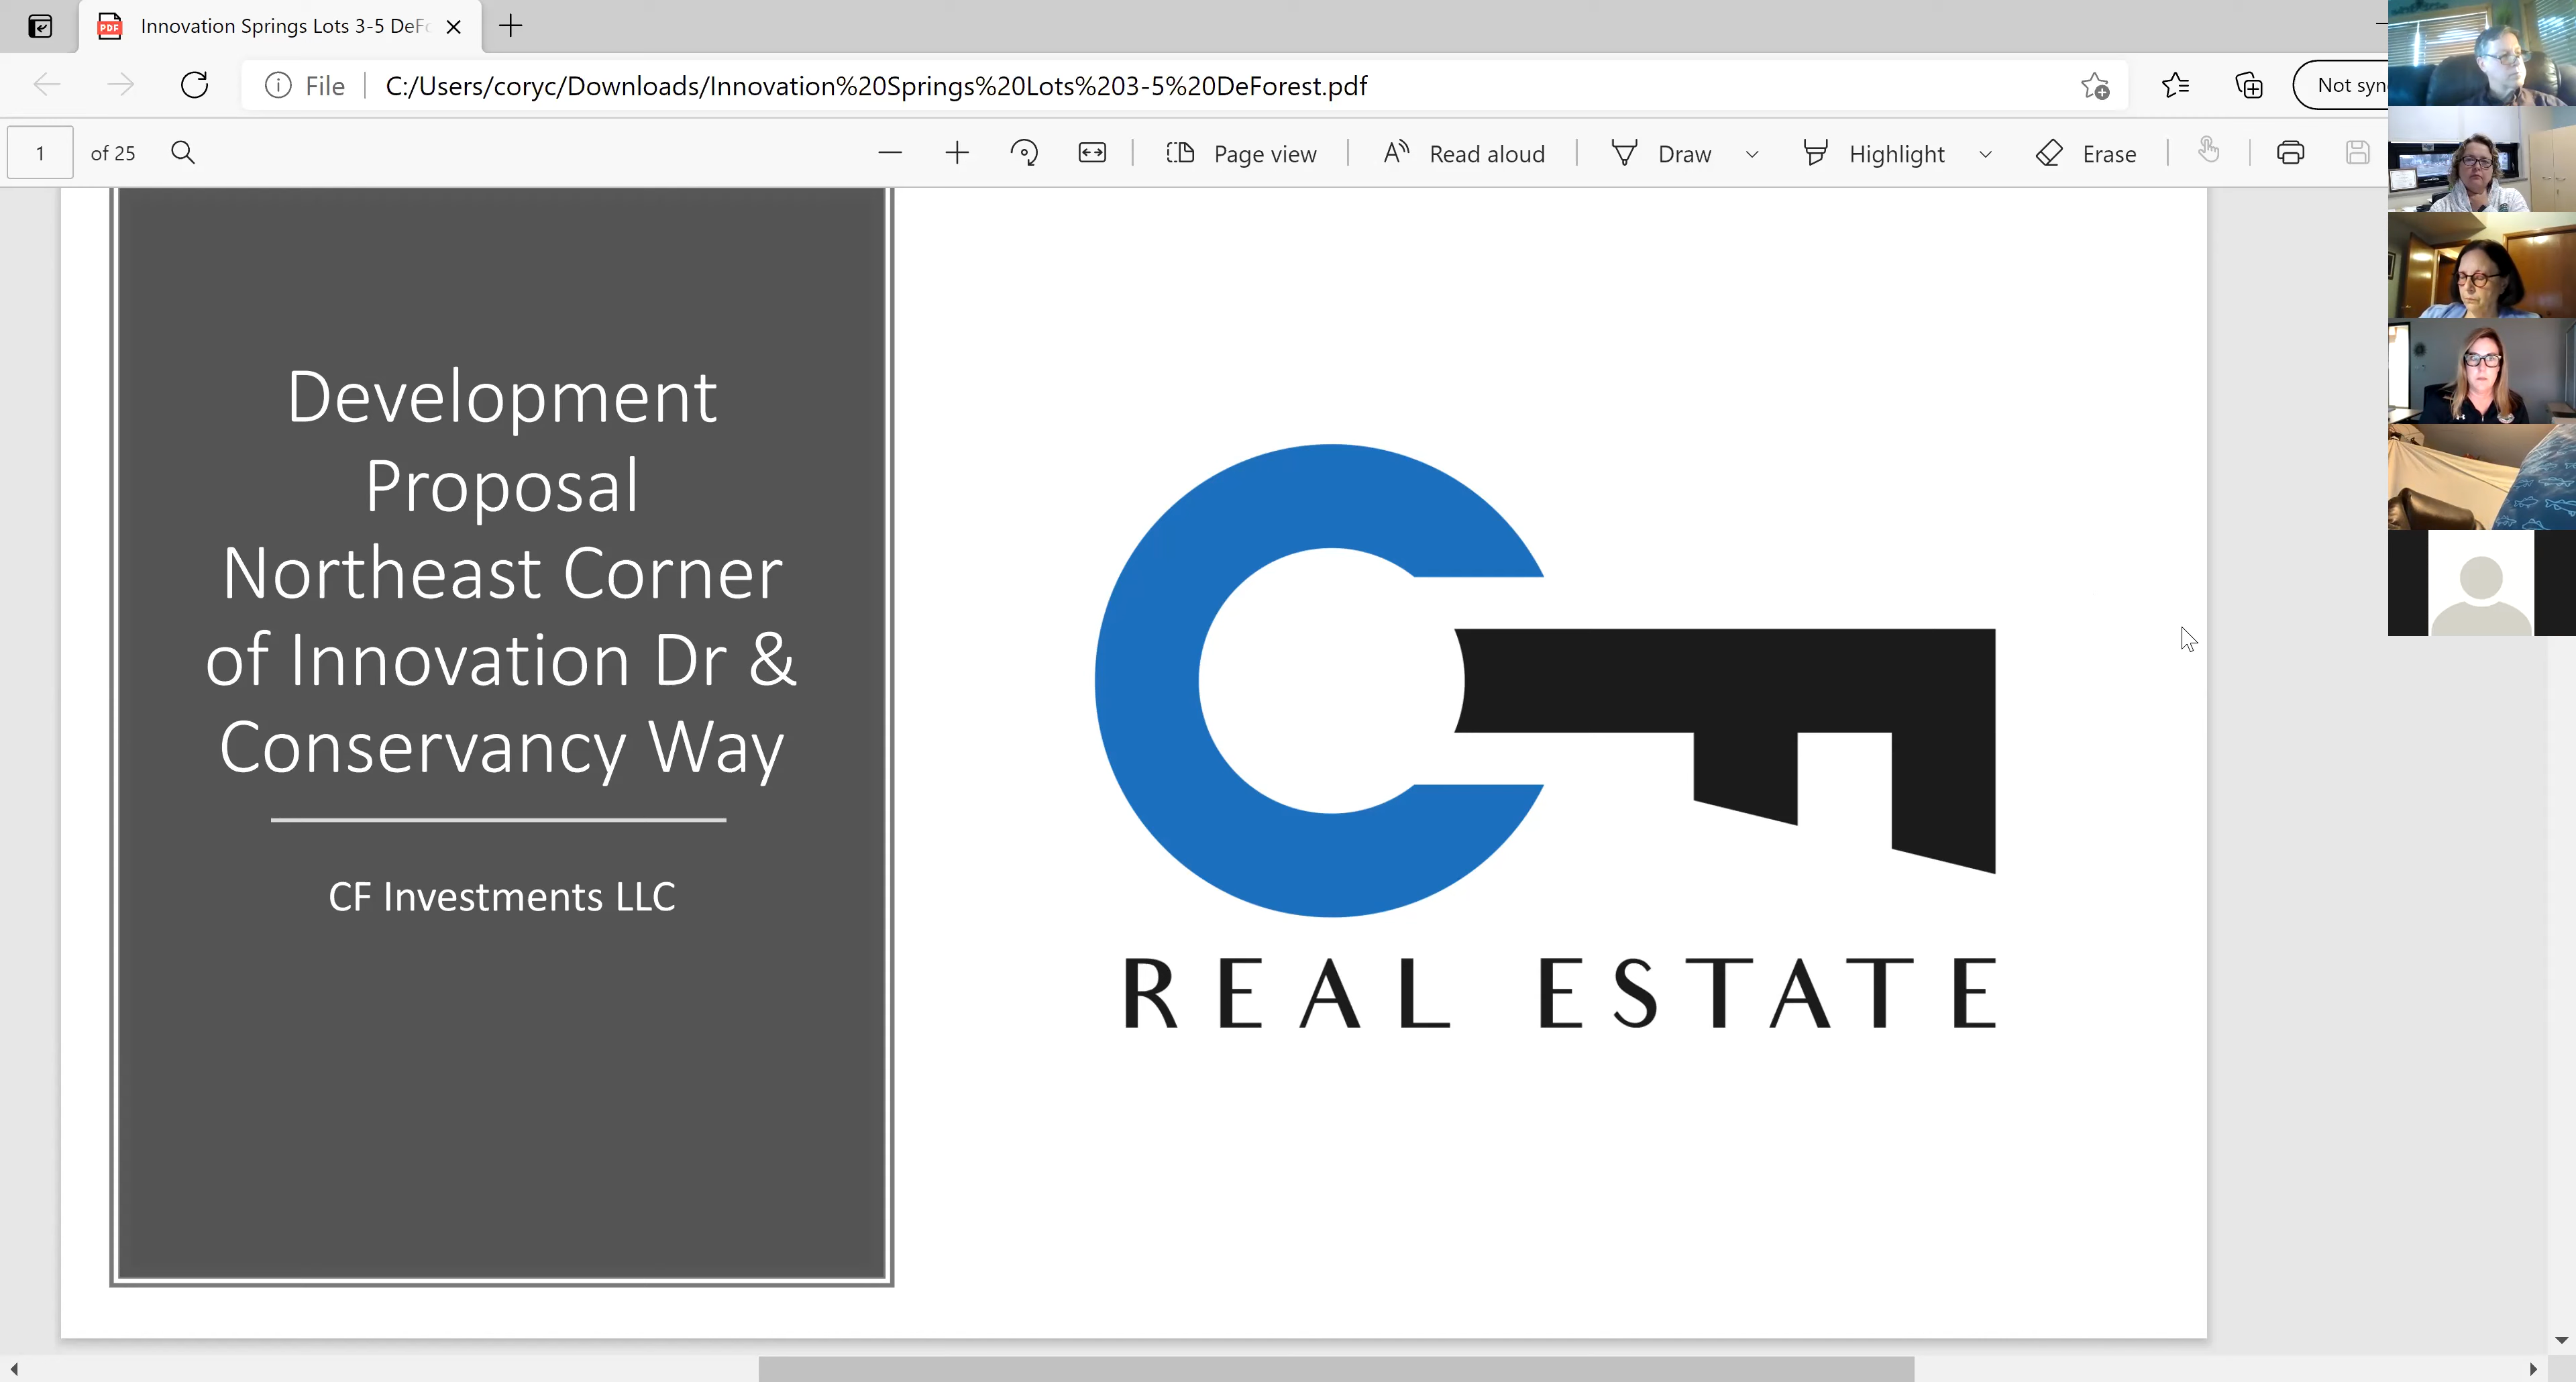 Innovation Springs Lots 3-5 DeFo
File
C:/Users/coryc/Downloads/Innovation%20Springs%20Lots%203-5%20DeForest.pdf
Not syn
1
of 25
Page view
Read aloud
Draw
Highlight
Erase
Development
Proposal
Northeast Corner
of Innovation Dr &
Conservancy Way
CF Investments LLC
CF
REAL ESTATE